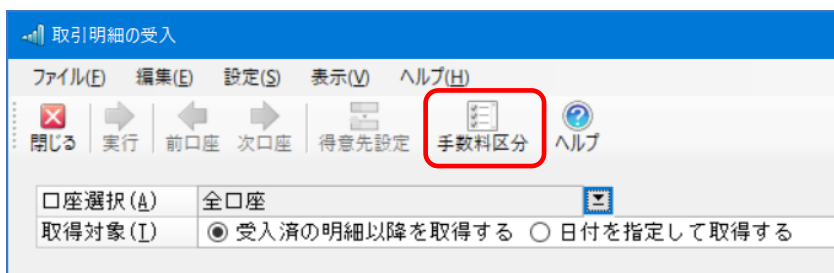 取引明細の受入
ファイル(F) 編集(E) 設定(S) 表示(V) ヘルプ(H)
閉じる 実行 前口座 次口座 得意先設定 手数料区分 ヘルプ
口座選択(A) 全口座
取得対象(I) 受入済の明細以降を取得する 日付を指定して取得する